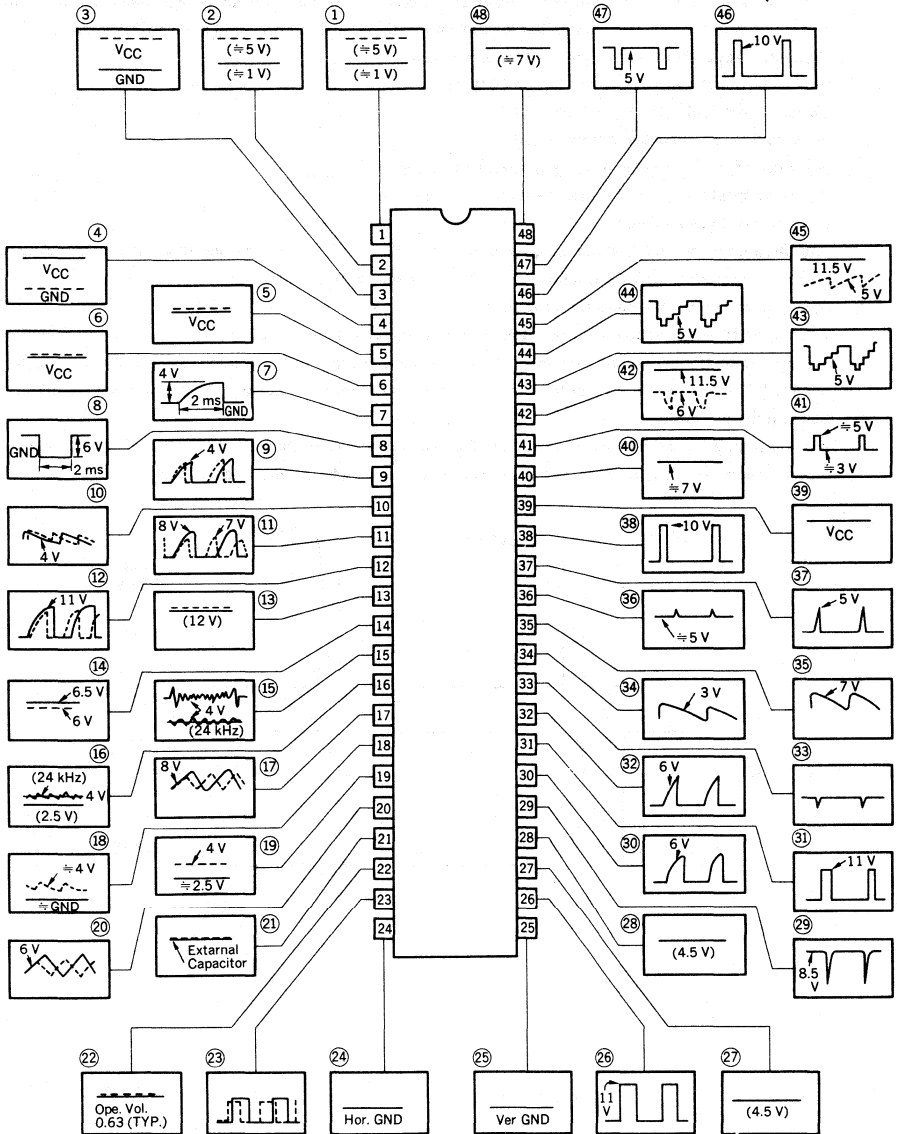 ③ ② ① ㊽ ㊼ ㊻
VCC
GND
(≒5 V)
(≒1 V)
(≒5 V)
(≒1 V)
(≒7 V)
5 V
10 V
④
VCC
GND
⑤
VCC
⑥
VCC
⑦
4 V
2 ms
GND
⑧
GND
6 V
2 ms
⑨
4 V
⑩
4 V
⑪
8 V 7 V
⑫
11 V
⑬
(12 V)
⑭
6.5 V
6 V
⑮
4 V
(24 kHz)
⑯
(24 kHz)
4 V
(2.5 V)
⑰
8 V
⑱
≒4 V
≒GND
⑲
4 V
≒2.5 V
⑳
6 V
㉑
Extarnal
Capacitor
1 48
2 47
3 46
4 45
5 44
6 43
7 42
8 41
9 40
10 39
11 38
12 37
13 36
14 35
15 34
16 33
17 32
18 31
19 30
20 29
21 28
22 27
23 26
24 25
㊺
11.5 V
5 V
㊹
5 V
㊸
5 V
㊷
11.5 V
6 V
㊶
≒5 V
≒3 V
㊵
≒7 V
㊴
VCC
㊳
10 V
㊲
5 V
㊱
≒5 V
㉟
7 V
㉞
3 V
㉝
㉜
6 V
㉛
11 V
㉚
6 V
㉙
8.5
V
㉘
(4.5 V)
㉒
Ope. Vol.
0.63 (TYP.)
㉓
㉔
Hor. GND
㉕
Ver GND
㉖
11
V
㉗
(4.5 V)